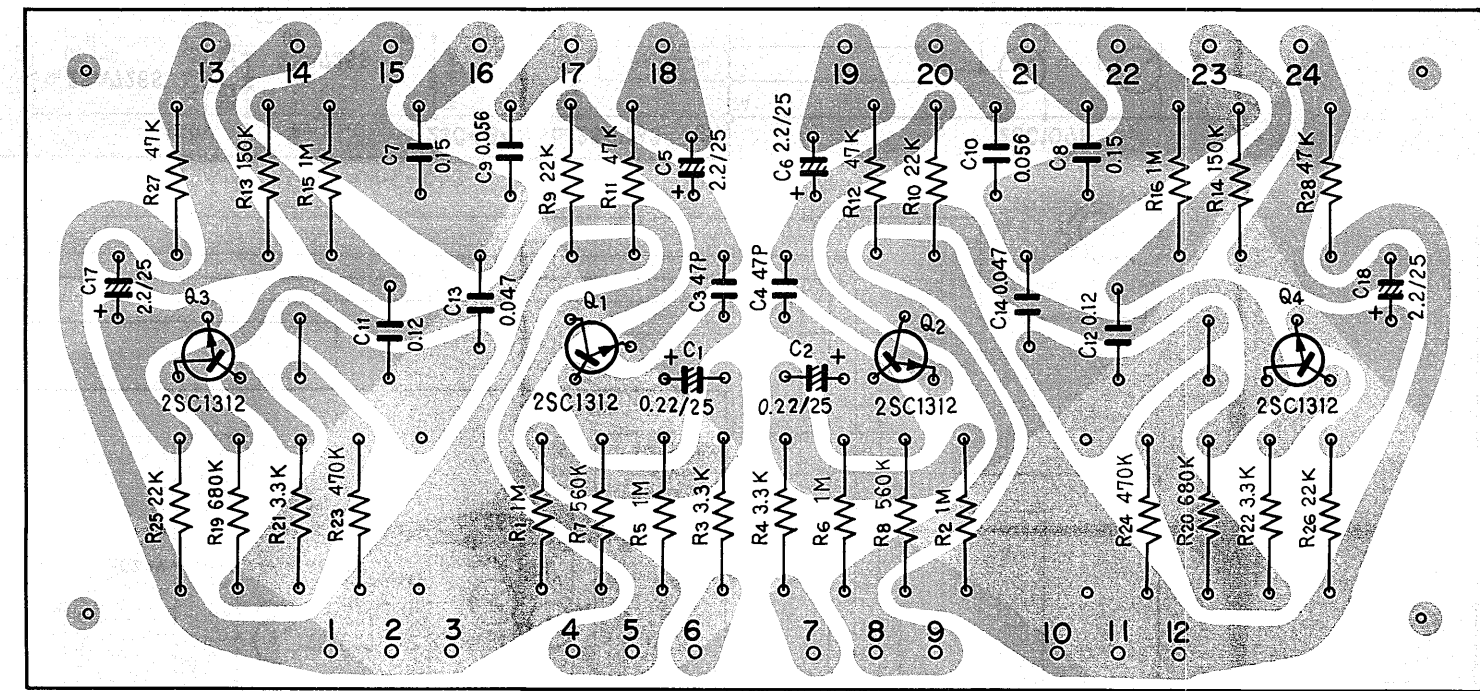 13 14 15 16 17 18 19 20 21 22 23 24
R27 47K
R13 150K
R15 1M
C7 0.15
C9 0.056
R9 22K
R11 47K
C5 2.2/25 +
C6 2.2/25 +
R12 47K
R10 22K
C10 0.056
C8 0.15
R16 1M
R14 150K
R28 47K
C17 2.2/25 +
Q3
2SC1312
C11 0.12
C13 0.047
Q1
2SC1312
C3 47P
C4 47P
C1 +
0.22/25
C2 +
0.22/25
Q2
2SC1312
C14 0.047
C12 0.12
Q4
2SC1312
C18 2.2/25 +
R25 22K
R19 680K
R21 3.3K
R23 470K
R1 1M
R7 560K
R5 1M
R3 3.3K
R4 3.3K
R6 1M
R8 560K
R2 1M
R24 470K
R20 680K
R22 3.3K
R26 22K
1 2 3 4 5 6 7 8 9 10 11 12